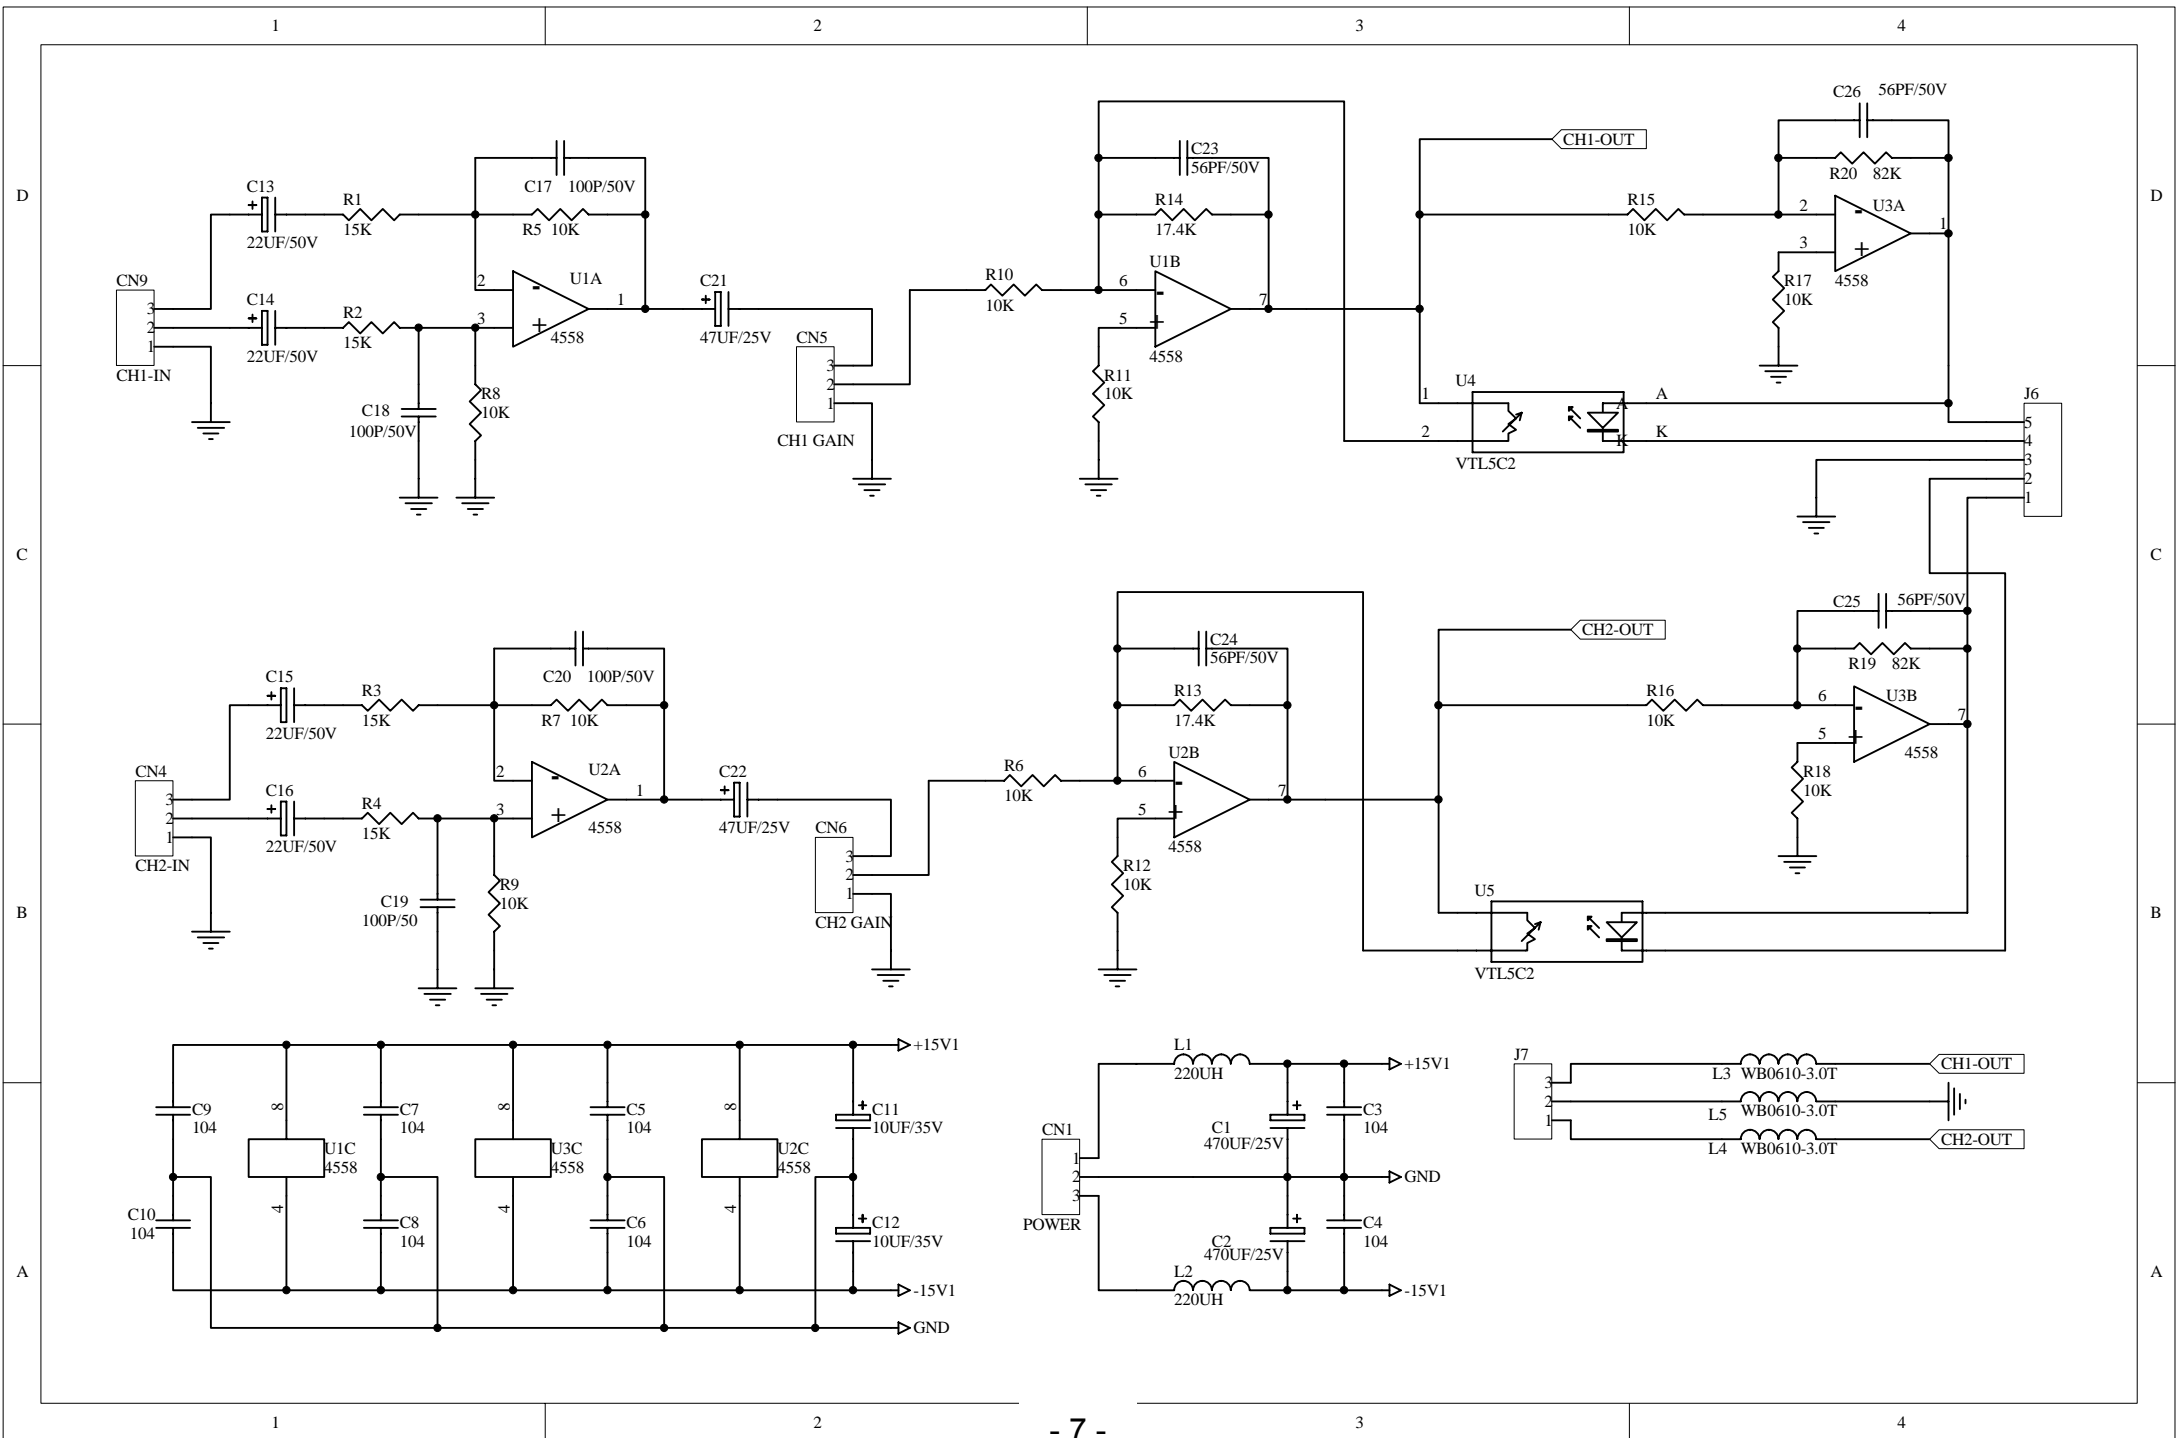 1 2 3 4
D
C
B
A
D
C
B
A
C13
22UF/50V
R1
15K
C17 100P/50V
R5 10K
CN9
3
2
1
CH1-IN
C14
22UF/50V
R2
15K
2
3
1
U1A
4558
C18
100P/50V
R8
10K
C21
47UF/25V
CN5
3
2
1
CH1 GAIN
R10
10K
C23
56PF/50V
R14
17.4K
U1B
6
5
7
4558
R11
10K
CH1-OUT
R15
10K
C26 56PF/50V
R20 82K
2
3
1
U3A
4558
R17
10K
U4
1
2
VTL5C2
A
K
A
K
J6
5
4
3
2
1
C15
22UF/50V
R3
15K
C20 100P/50V
R7 10K
CN4
3
2
1
CH2-IN
C16
22UF/50V
R4
15K
2
3
1
U2A
4558
C19
100P/50
R9
10K
C22
47UF/25V
CN6
3
2
1
CH2 GAIN
R6
10K
C24
56PF/50V
R13
17.4K
U2B
6
5
7
4558
R12
10K
CH2-OUT
R16
10K
C25 56PF/50V
R19 82K
6
5
7
U3B
4558
R18
10K
U5
VTL5C2
+15V1
C9
104
8
U1C
4558
4
C10
104
C7
104
C8
104
8
U3C
4558
4
C5
104
C6
104
8
U2C
4558
4
C11
10UF/35V
C12
10UF/35V
-15V1
GND
CN1
1
2
3
POWER
L1
220UH
+15V1
C1
470UF/25V
C3
104
GND
C2
470UF/25V
C4
104
L2
220UH
-15V1
J7
3
2
1
L3 WB0610-3.0T
CH1-OUT
L5 WB0610-3.0T
L4 WB0610-3.0T
CH2-OUT
1 2 3 4
- 7 -